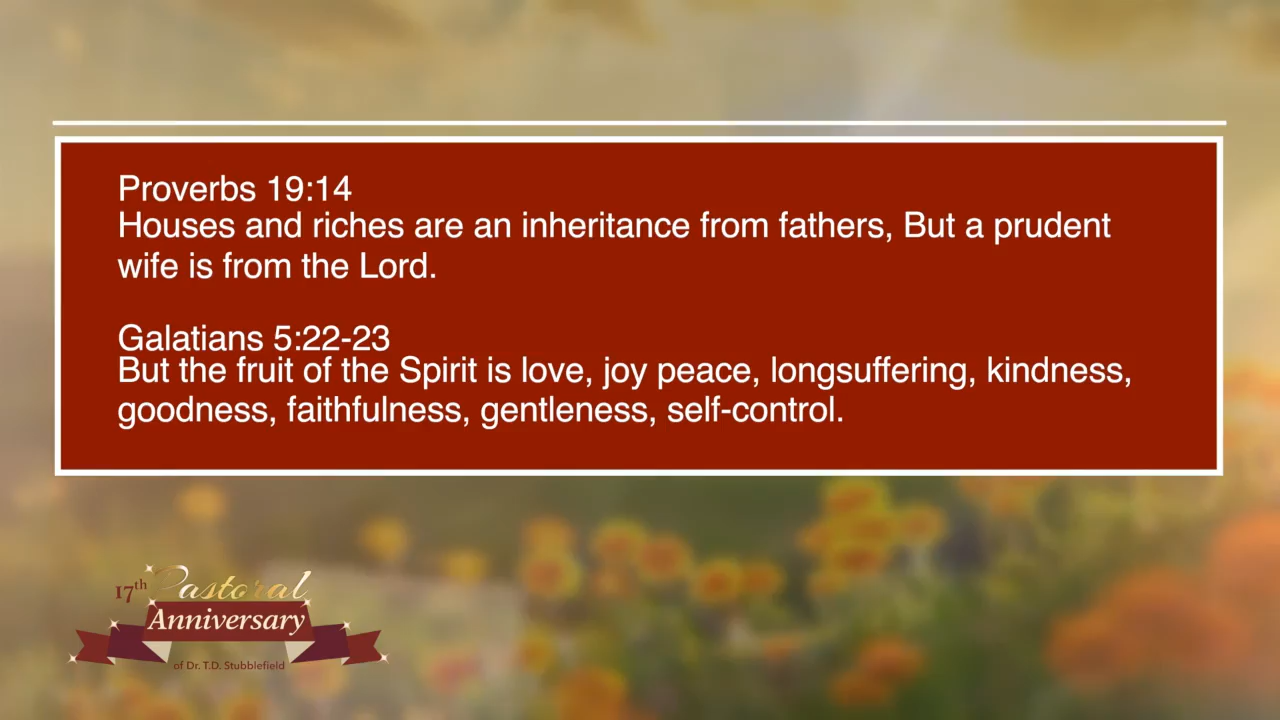 Proverbs 19:14
Houses and riches are an inheritance from fathers, But a prudent
wife is from the Lord.
Galatians 5:22-23
But the fruit of the Spirit is love, joy peace, longsuffering, kindness,
goodness, faithfulness, gentleness, self-control.
17th Pastoral
Anniversary
of Dr. T.D. Stubblefield